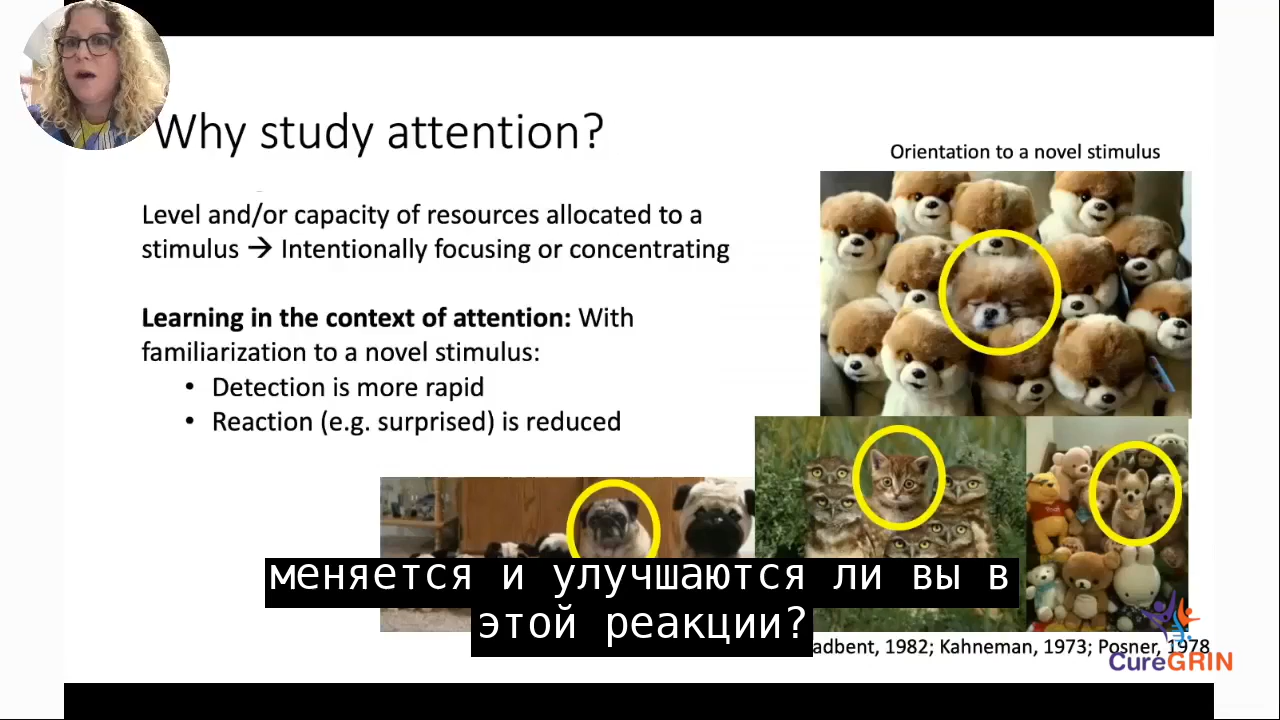 Why study attention?
Orientation to a novel stimulus
Level and/or capacity of resources allocated to a
stimulus → Intentionally focusing or concentrating
Learning in the context of attention: With
familiarization to a novel stimulus:
• Detection is more rapid
• Reaction (e.g. surprised) is reduced
меняется и улучшаются ли вы в
этой реакции?
adbent, 1982; Kahneman, 1973; Posner, 1978
CureGRIN